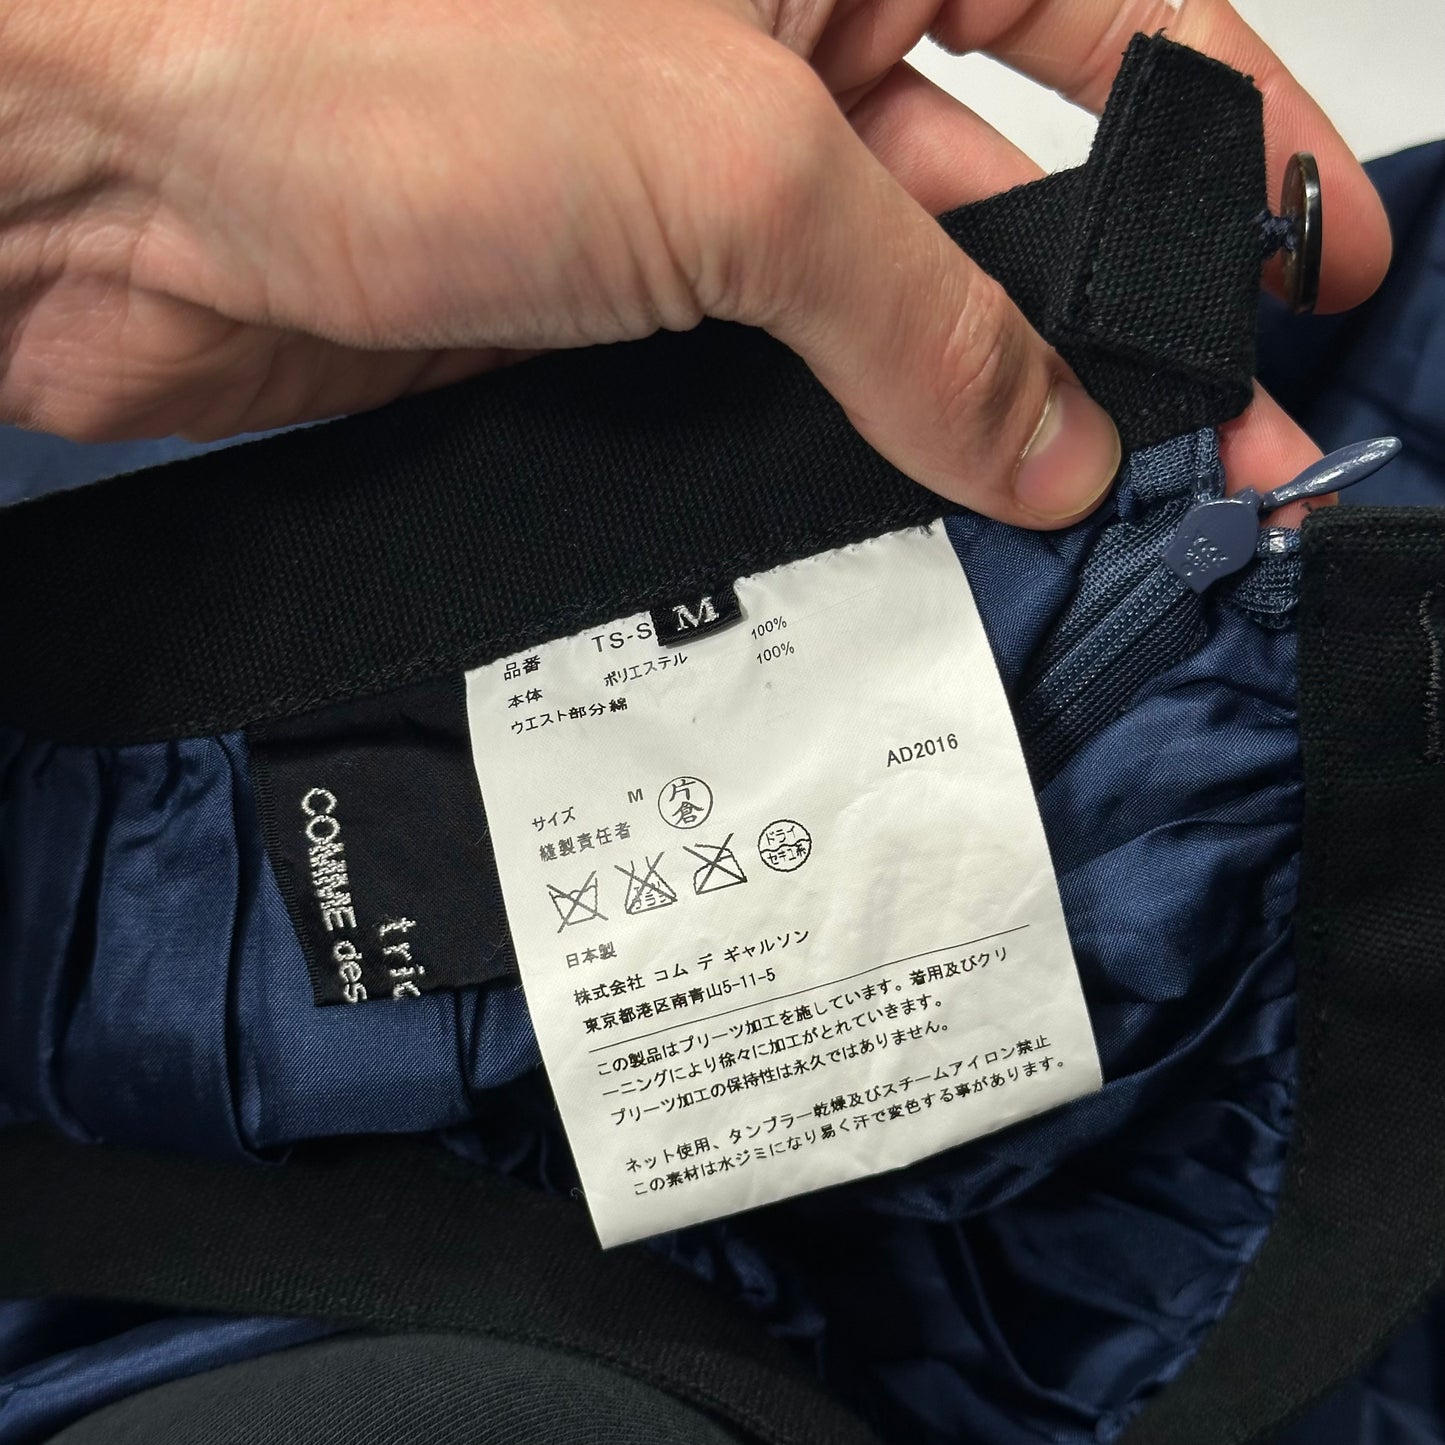 M
品番 TS-S
本体 ポリエステル 100%
ウエスト部分綿 100%
AD2016
サイズ M
縫製責任者 片倉
ドライ
セキユ系
日本製
株式会社 コム デ ギャルソン
東京都港区南青山5-11-5
この製品はプリーツ加工を施しています。着用及びクリ
ーニングにより徐々に加工がとれていきます。
プリーツ加工の保持性は永久ではありません。
ネット使用、タンブラー乾燥及びスチームアイロン禁止
この素材は水ジミになり易く汗で変色する事があります。
tric
COMME des